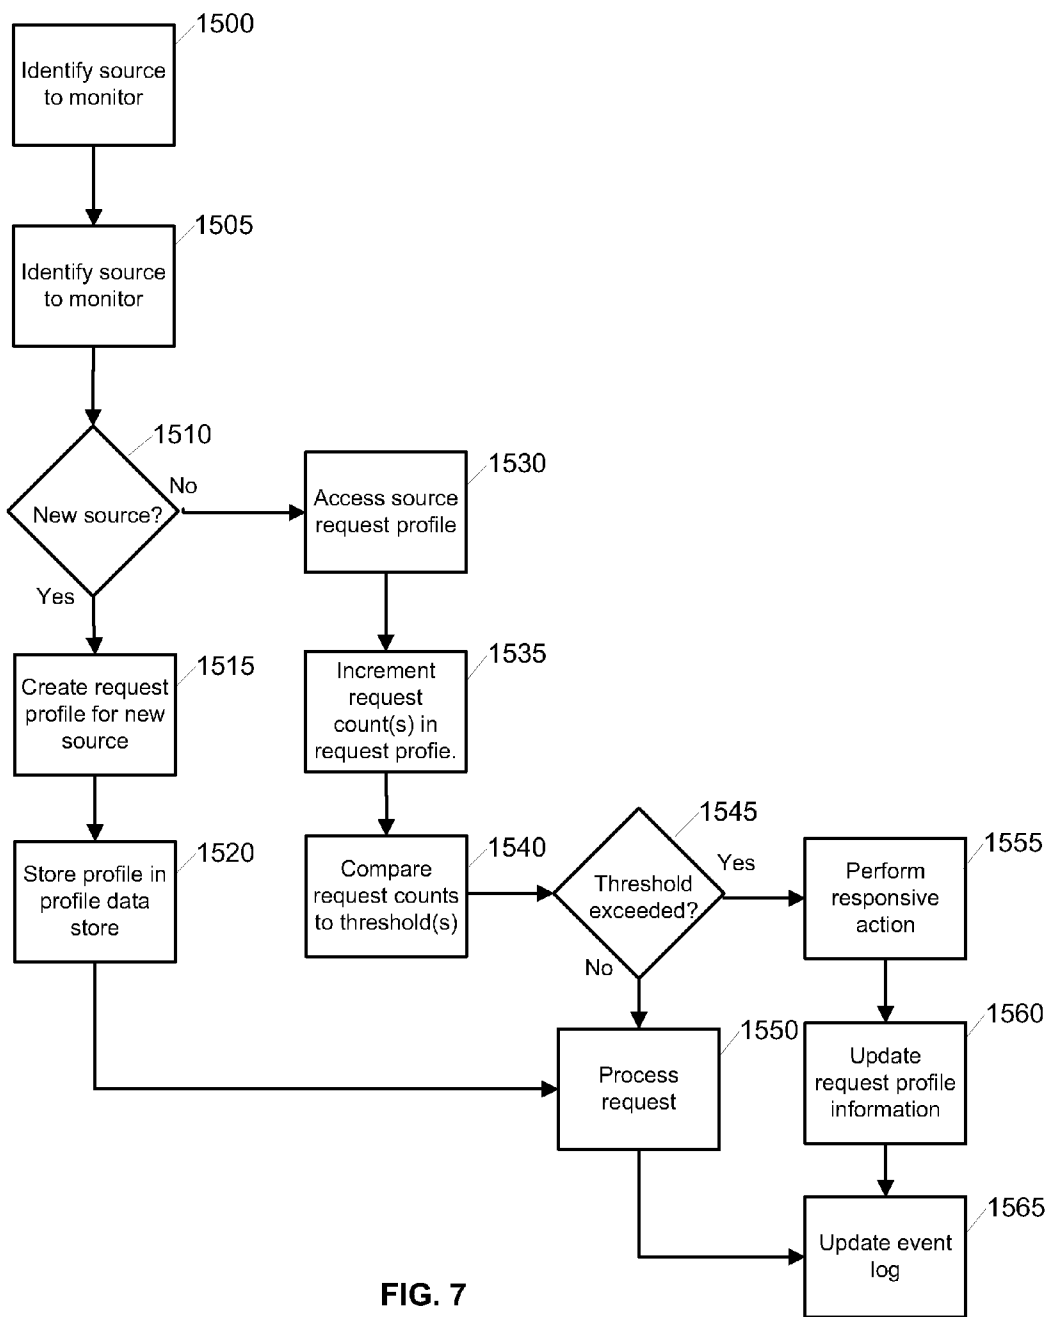 1500
Identify source
to monitor
1505
Identify source
to monitor
1510
New source?
No
Yes
1530
Access source
request profile
1515
Create request
profile for new
source
1535
Increment
request
count(s) in
request profie.
1520
Store profile in
profile data
store
1540
Compare
request counts
to threshold(s)
1545
Threshold
exceeded?
Yes
No
1555
Perform
responsive
action
1550
Process
request
1560
Update
request profile
information
1565
Update event
log
FIG. 7